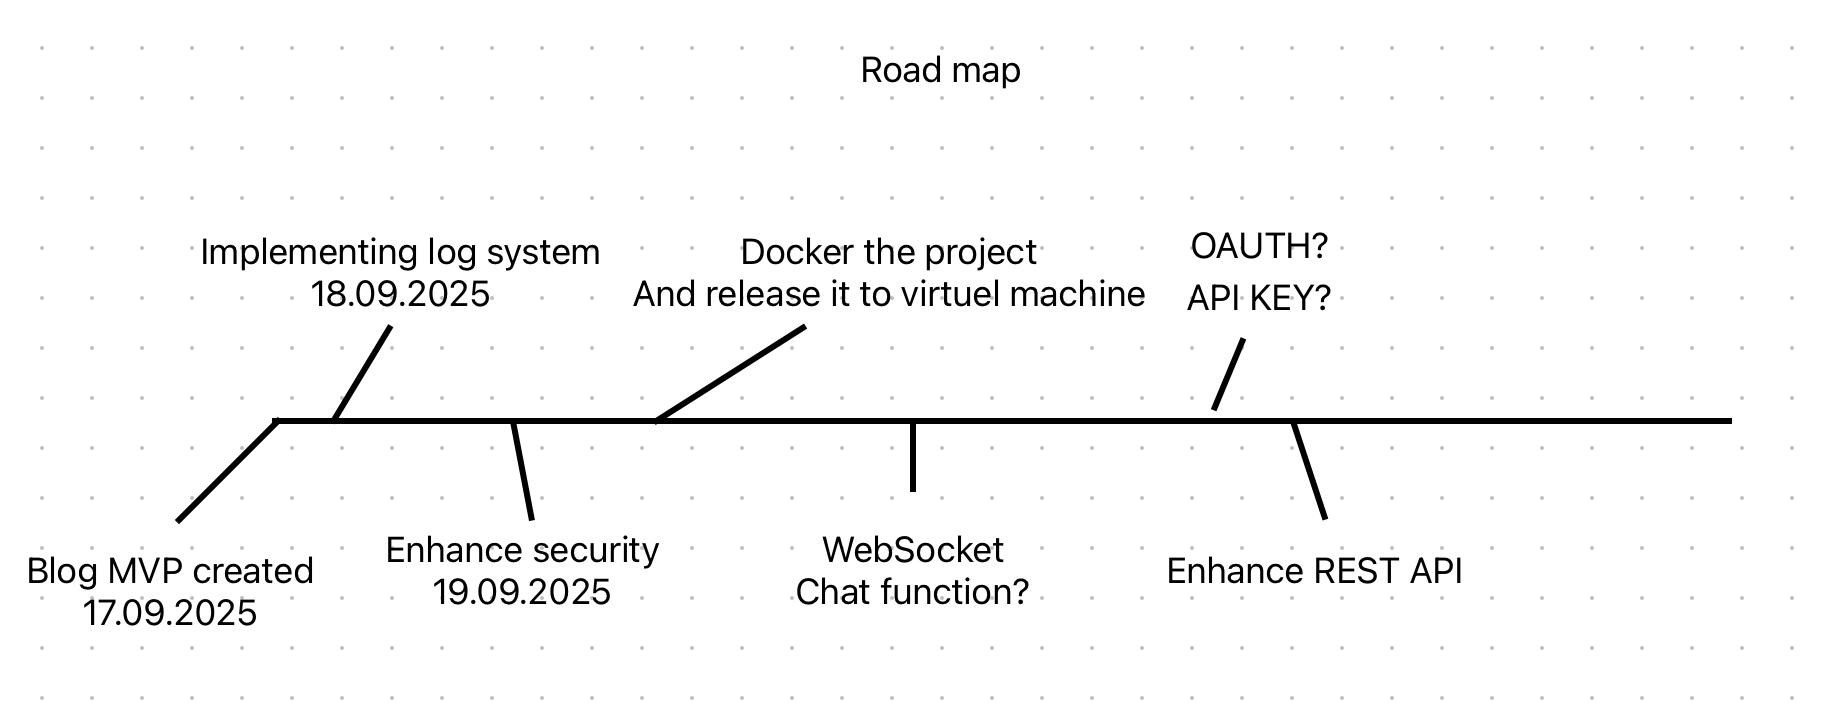 Road map
Implementing log system
18.09.2025
Docker the project
And release it to virtuel machine
OAUTH?
API KEY?
Blog MVP created
17.09.2025
Enhance security
19.09.2025
WebSocket
Chat function?
Enhance REST API